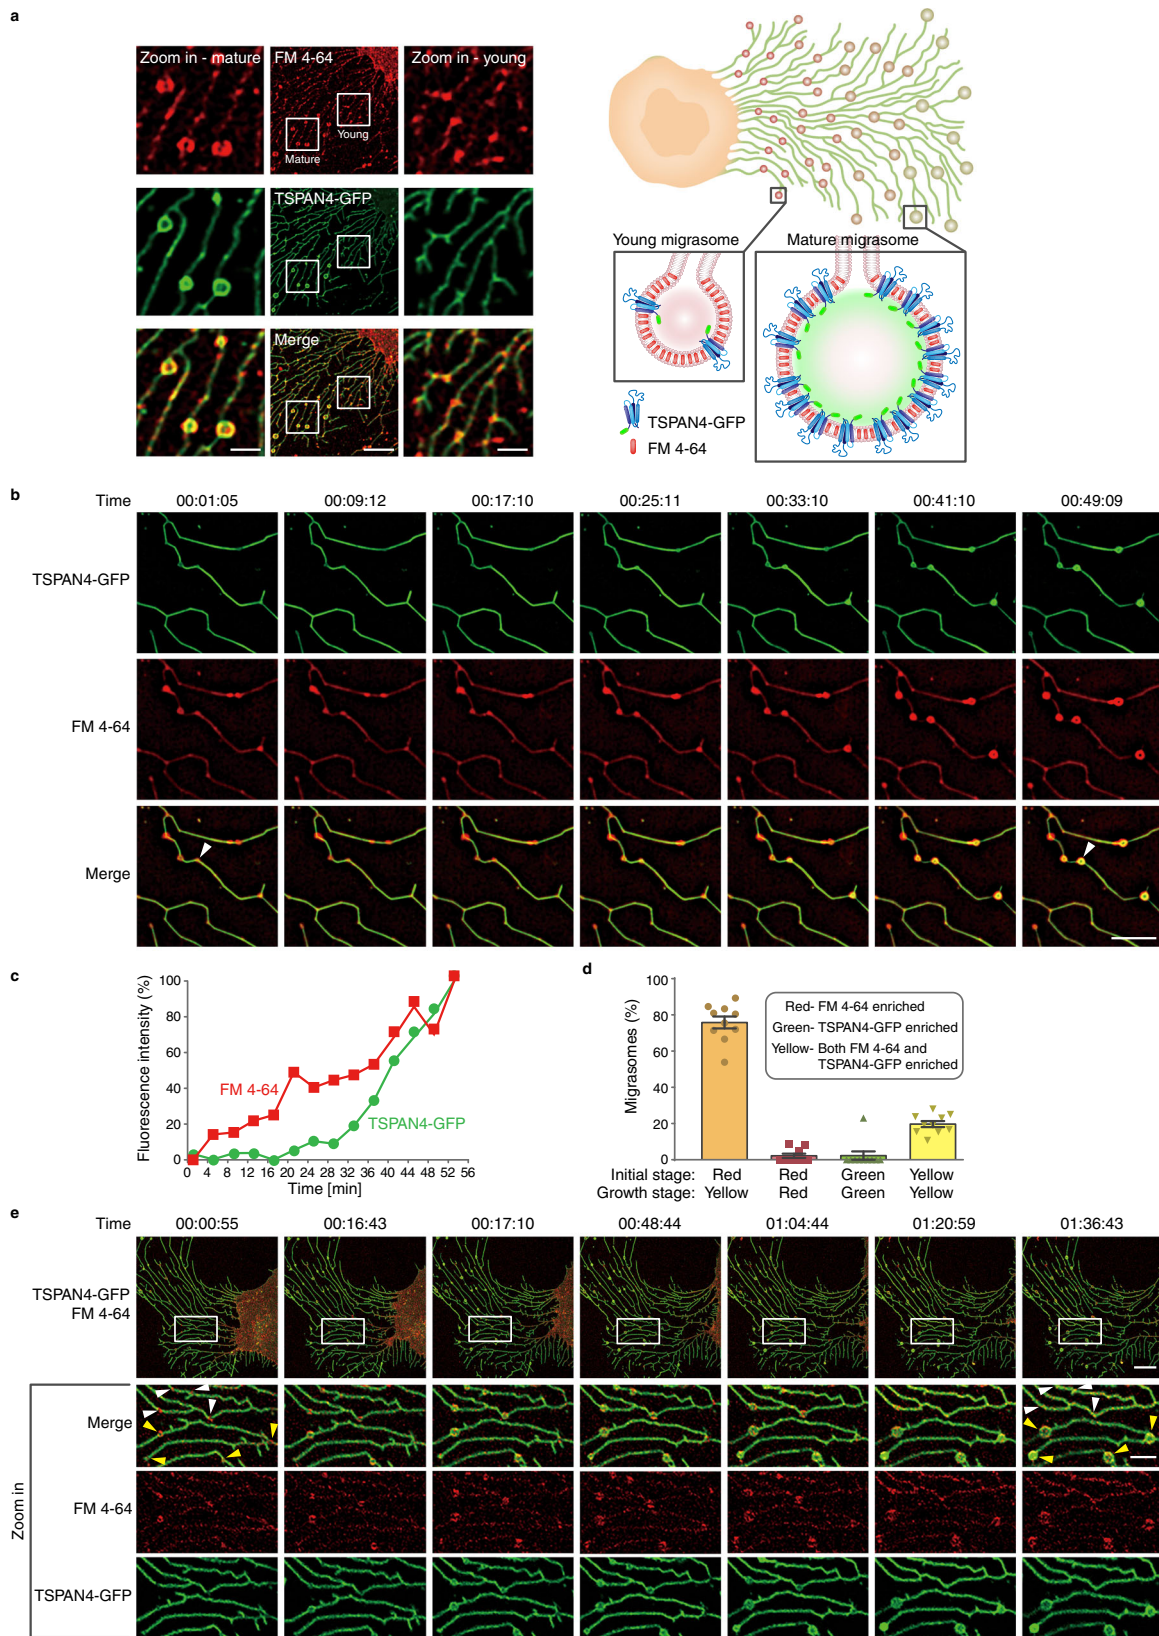 a
Zoom in - mature
FM 4-64
Zoom in - young
Mature
Young
TSPAN4-GFP
Merge
Young migrasome
Mature migrasome
TSPAN4-GFP
FM 4-64
b
Time 00:01:05 00:09:12 00:17:10 00:25:11 00:33:10 00:41:10 00:49:09
TSPAN4-GFP
FM 4-64
Merge
c
Fluorescence intensity (%)
100
80
60
40
20
0
FM 4-64
TSPAN4-GFP
0 4 8 12 16 20 24 28 32 36 40 44 48 52 56
Time [min]
d
Migrasomes (%)
100
80
60
40
20
0
Red- FM 4-64 enriched
Green- TSPAN4-GFP enriched
Yellow- Both FM 4-64 and
TSPAN4-GFP enriched
Initial stage: Red Red Green Yellow
Growth stage: Yellow Red Green Yellow
e
Time 00:00:55 00:16:43 00:17:10 00:48:44 01:04:44 01:20:59 01:36:43
TSPAN4-GFP
FM 4-64
Zoom in
Merge
FM 4-64
TSPAN4-GFP